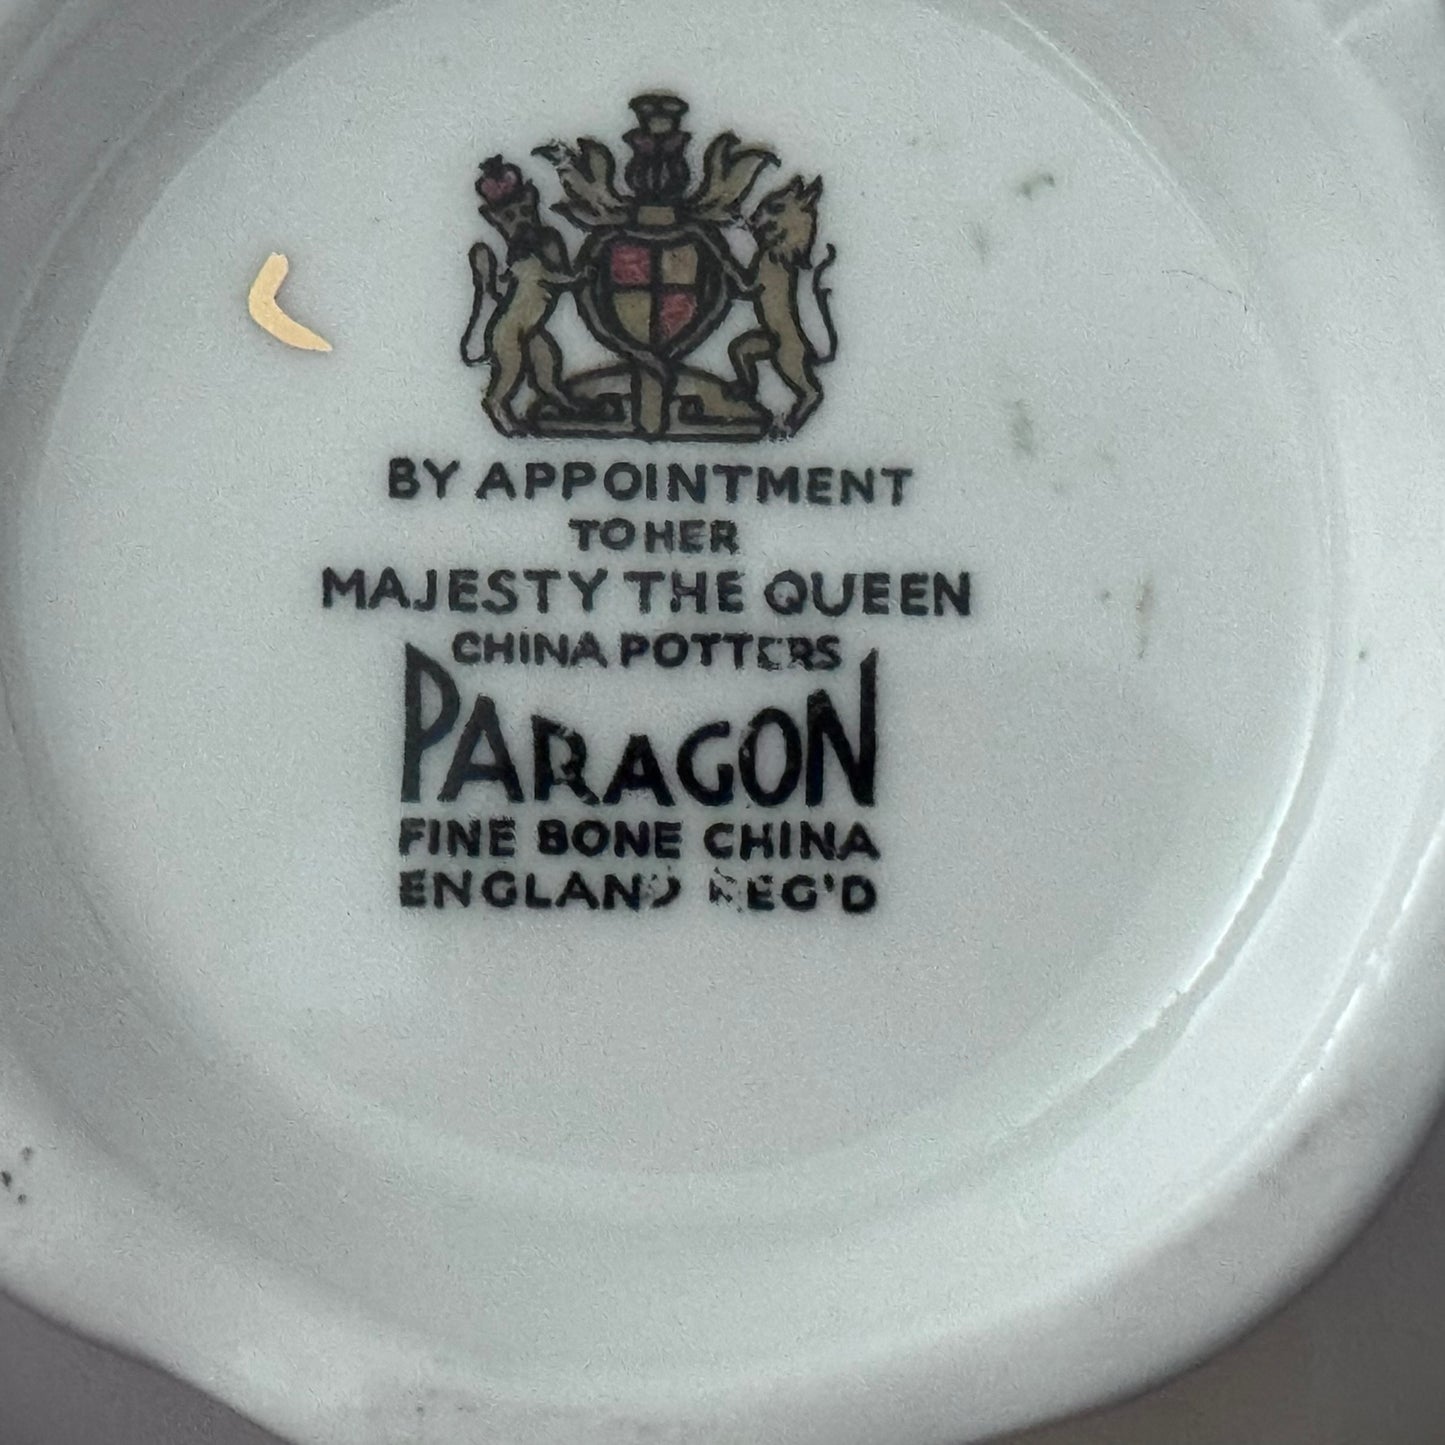 BY APPOINTMENT
TO HER
MAJESTY THE QUEEN
CHINA POTTERS
PARAGON
FINE BONE CHINA
ENGLAND REG'D